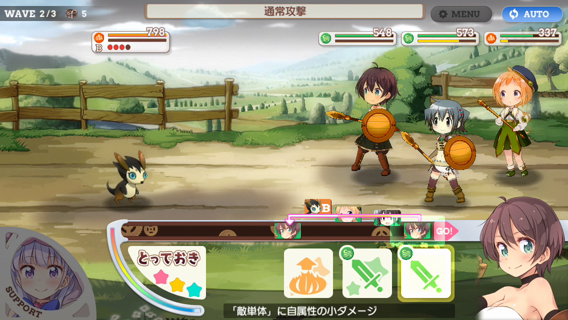 WAVE 2/3 5
通常攻撃
MENU
AUTO
798
B
548
573
337
B
GO!
とっておき
SUPPORT
「敵単体」に自属性の小ダメージ